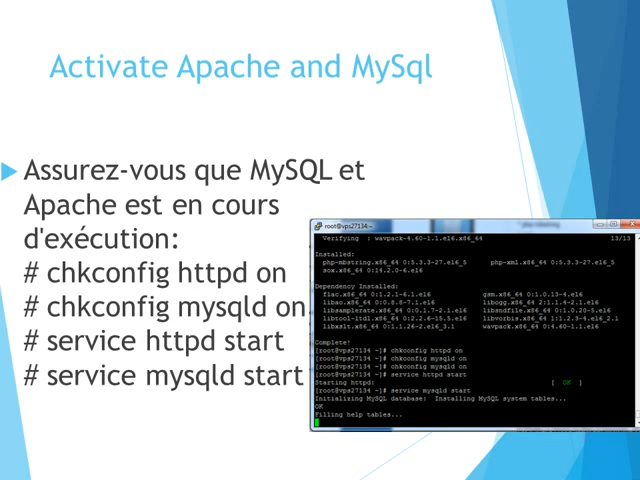 Activate Apache and MySql
Assurez-vous que MySQL et
Apache est en cours
d'exécution:
# chkconfig httpd on
# chkconfig mysqld on
# service httpd start
# service mysqld start
root@vps27134:~
Verifying : wavpack-4.60-1.1.el6.x86_64 13/13
Installed:
php-mbstring.x86_64 0:5.3.3-27.el6_5 php-xml.x86_64 0:5.3.3-27.el6_5
sox.x86_64 0:14.2.0-6.el6
Dependency Installed:
flac.x86_64 0:1.2.1-6.1.el6 gsm.x86_64 0:1.0.13-4.el6
libao.x86_64 0:0.8.8-7.1.el6 libogg.x86_64 2:1.1.4-2.1.el6
libsamplerate.x86_64 0:0.1.7-2.1.el6 libsndfile.x86_64 0:1.0.20-5.el6
libtool-ltdl.x86_64 0:2.2.6-15.5.el6 libvorbis.x86_64 1:1.2.3-4.el6_2.1
libxslt.x86_64 0:1.1.26-2.el6_3.1 wavpack.x86_64 0:4.60-1.1.el6
Complete!
[root@vps27134 ~]# chkconfig httpd on
[root@vps27134 ~]# chkconfig mysqld on
[root@vps27134 ~]# chkconfig mysqld on
[root@vps27134 ~]# service httpd start
Starting httpd: [ OK ]
[root@vps27134 ~]# service mysqld start
Initializing MySQL database: Installing MySQL system tables...
OK
Filling help tables...